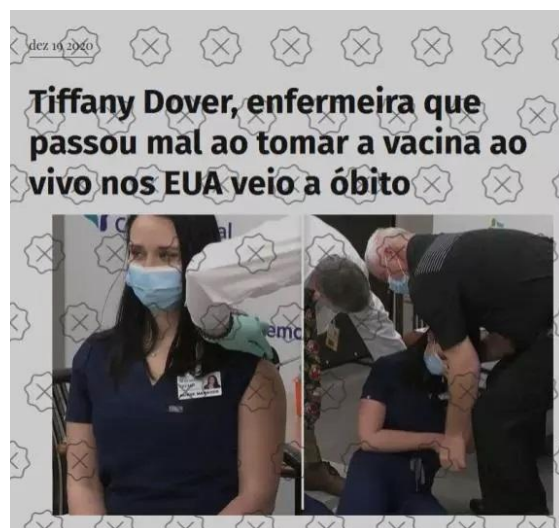 dez 19 2020
Tiffany Dover, enfermeira que
passou mal ao tomar a vacina ao
vivo nos EUA veio a óbito